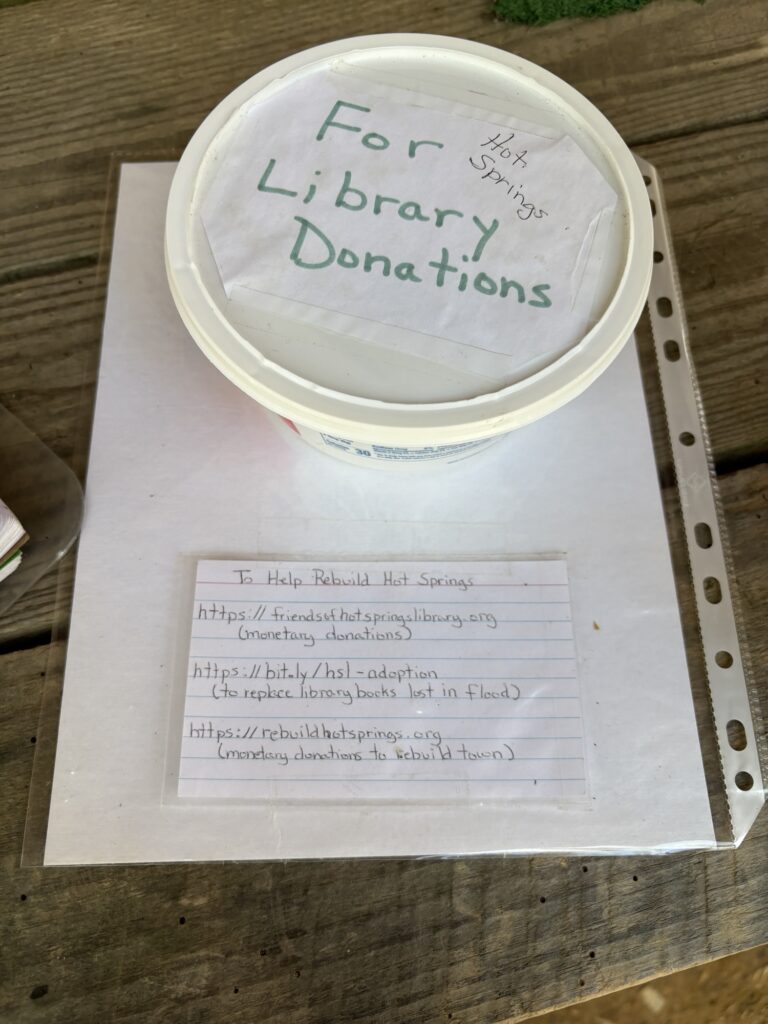 For
Hot
Springs
Library
Donations
30
To Help Rebuild Hot Springs
https://friendsofhotspringslibrary.org
(monetary donations)
https://bit.ly/hsl-adoption
(to replace library books lost in flood)
https://rebuildhotsprings.org
(monetary donations to rebuild town)